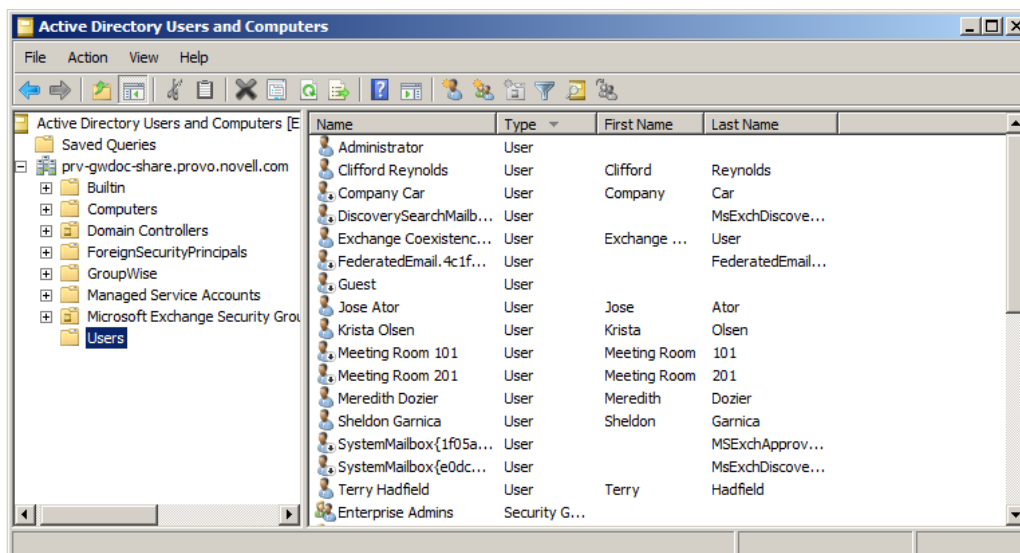 Active Directory Users and Computers
File Action View Help
Active Directory Users and Computers [E
Saved Queries
prv-gwdoc-share.provo.novell.com
Builtin
Computers
Domain Controllers
ForeignSecurityPrincipals
GroupWise
Managed Service Accounts
Microsoft Exchange Security Grou
Users
Name Type First Name Last Name
Administrator User
Clifford Reynolds User Clifford Reynolds
Company Car User Company Car
DiscoverySearchMailb... User MsExchDiscove...
Exchange Coexistenc... User Exchange ... User
FederatedEmail.4c1f... User FederatedEmail...
Guest User
Jose Ator User Jose Ator
Krista Olsen User Krista Olsen
Meeting Room 101 User Meeting Room 101
Meeting Room 201 User Meeting Room 201
Meredith Dozier User Meredith Dozier
Sheldon Garnica User Sheldon Garnica
SystemMailbox{1f05a... User MSExchApprov...
SystemMailbox{e0dc... User MsExchDiscove...
Terry Hadfield User Terry Hadfield
Enterprise Admins Security G...